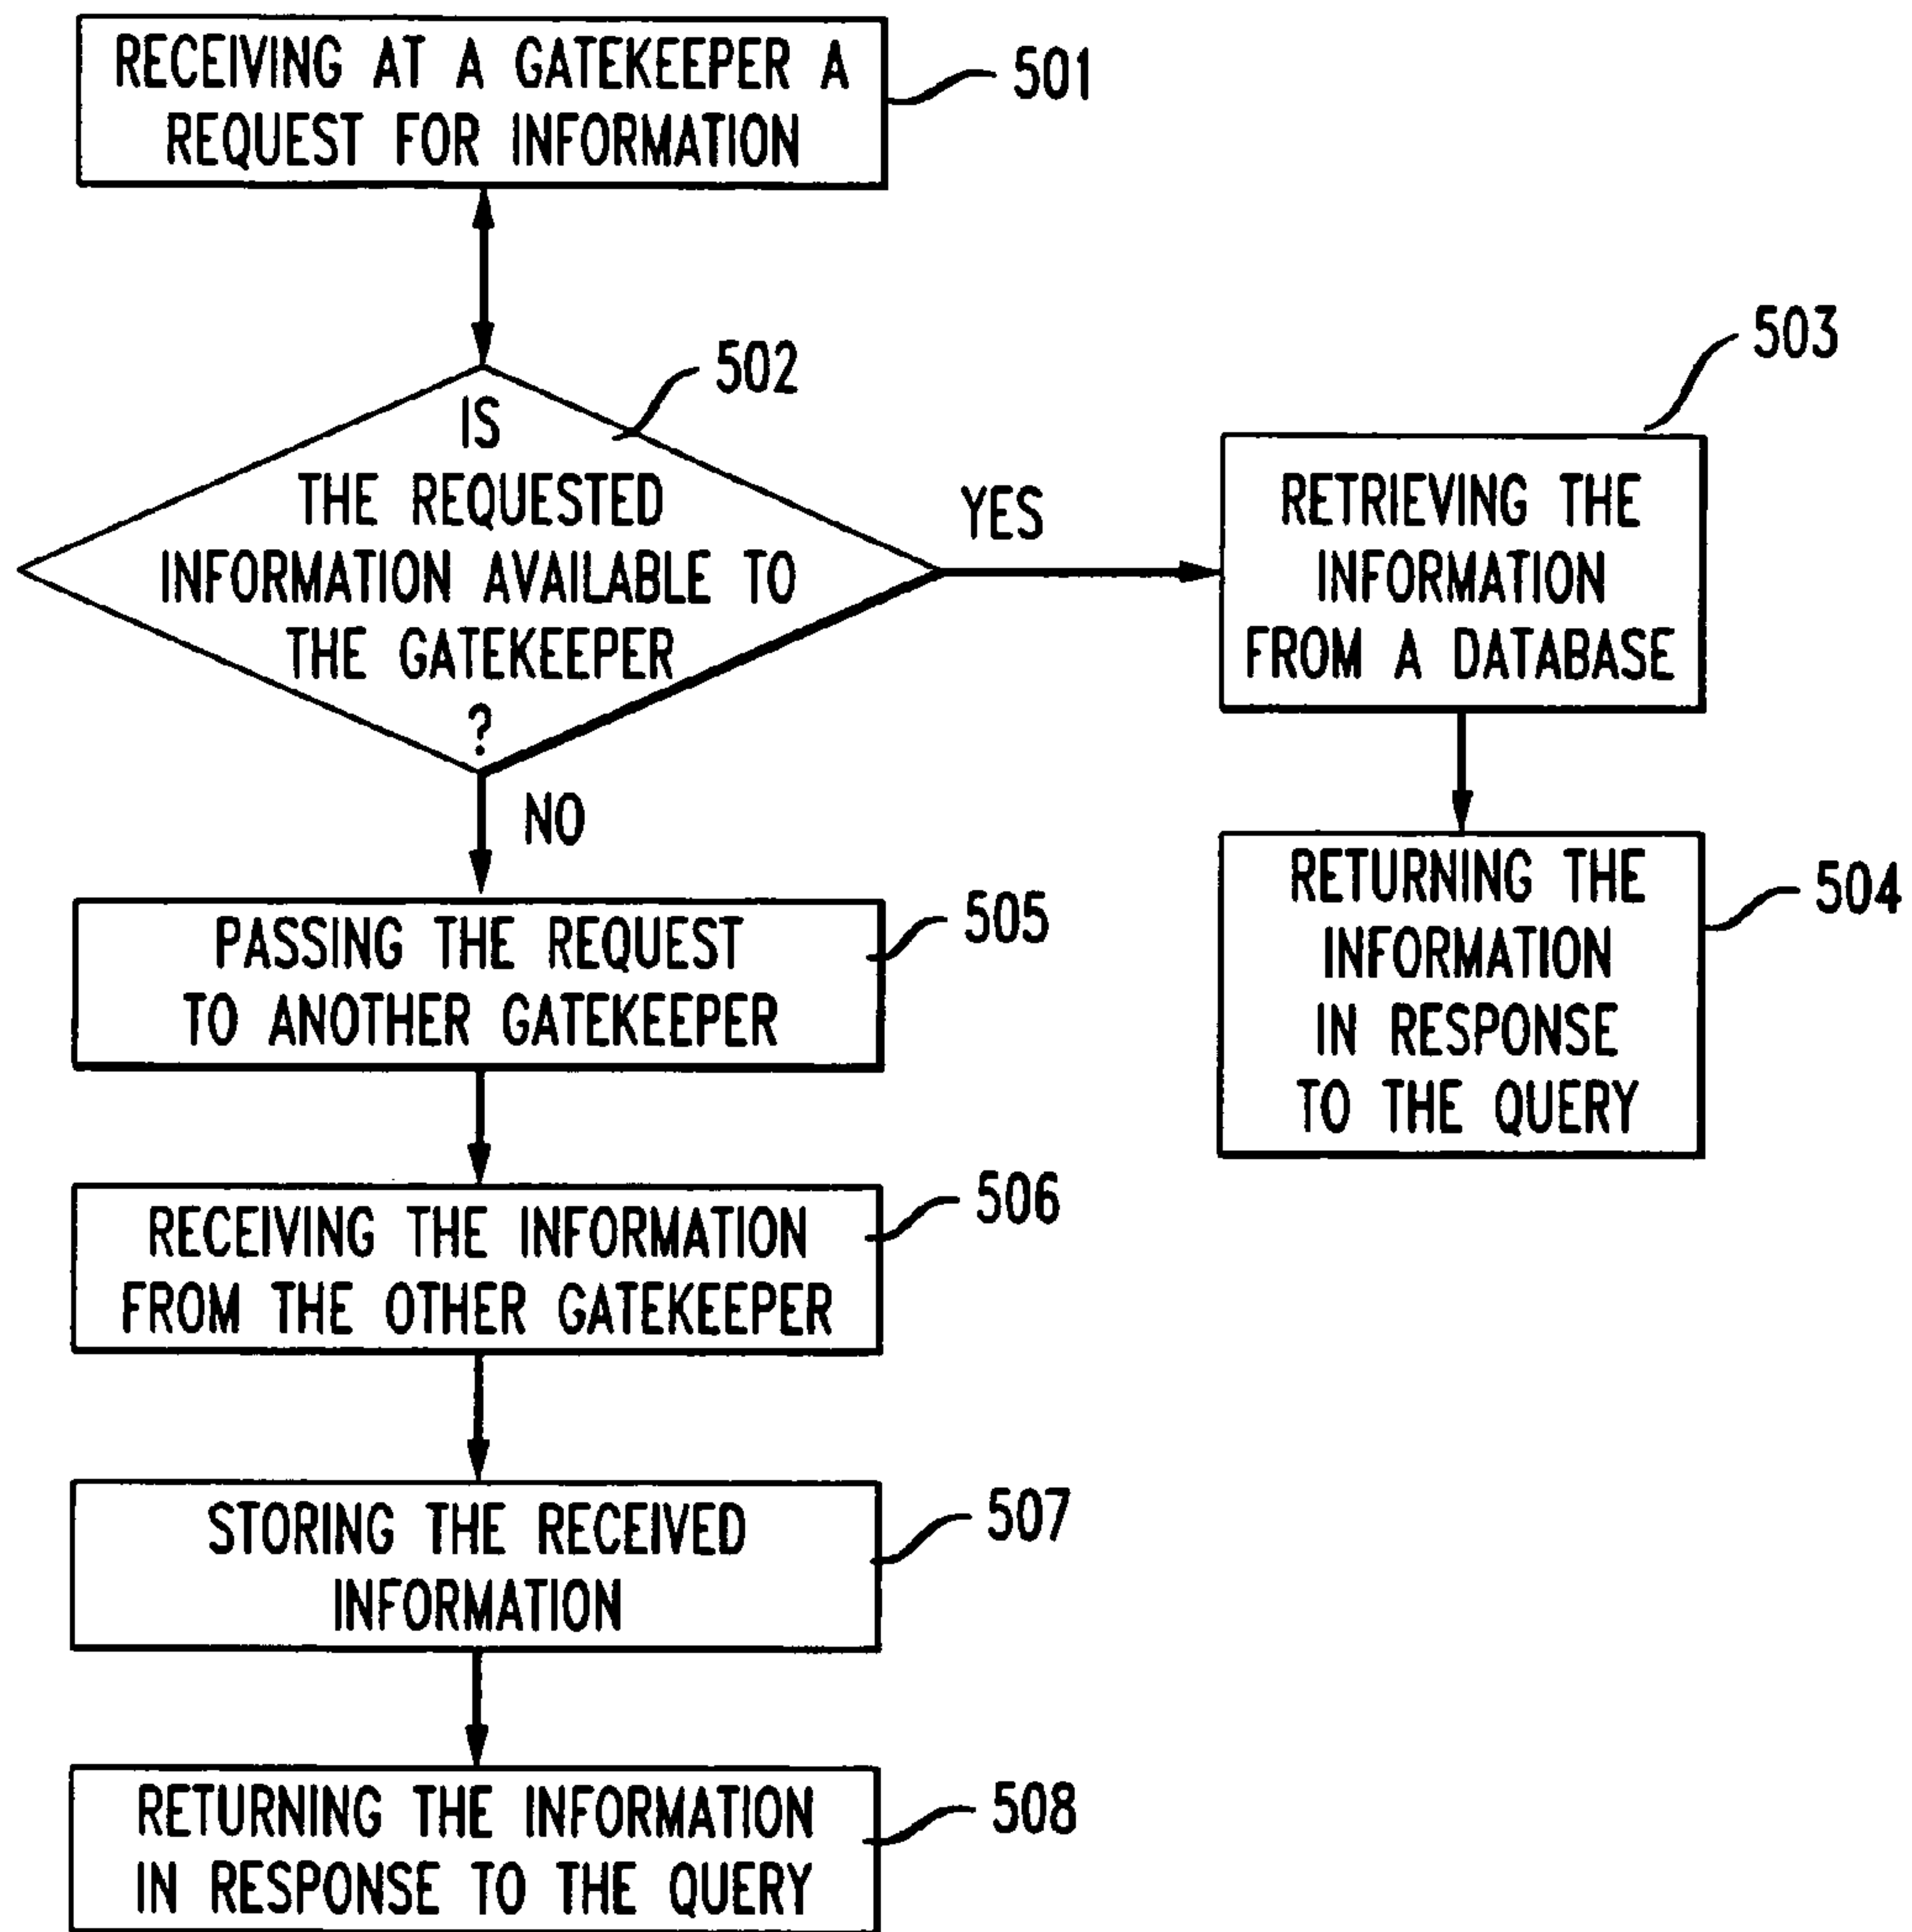 RECEIVING AT A GATEKEEPER A
REQUEST FOR INFORMATION
501
502
IS
THE REQUESTED
INFORMATION AVAILABLE TO
THE GATEKEEPER
?
YES
503
RETRIEVING THE
INFORMATION
FROM A DATABASE
504
RETURNING THE
INFORMATION
IN RESPONSE
TO THE QUERY
NO
505
PASSING THE REQUEST
TO ANOTHER GATEKEEPER
506
RECEIVING THE INFORMATION
FROM THE OTHER GATEKEEPER
507
STORING THE RECEIVED
INFORMATION
508
RETURNING THE INFORMATION
IN RESPONSE TO THE QUERY